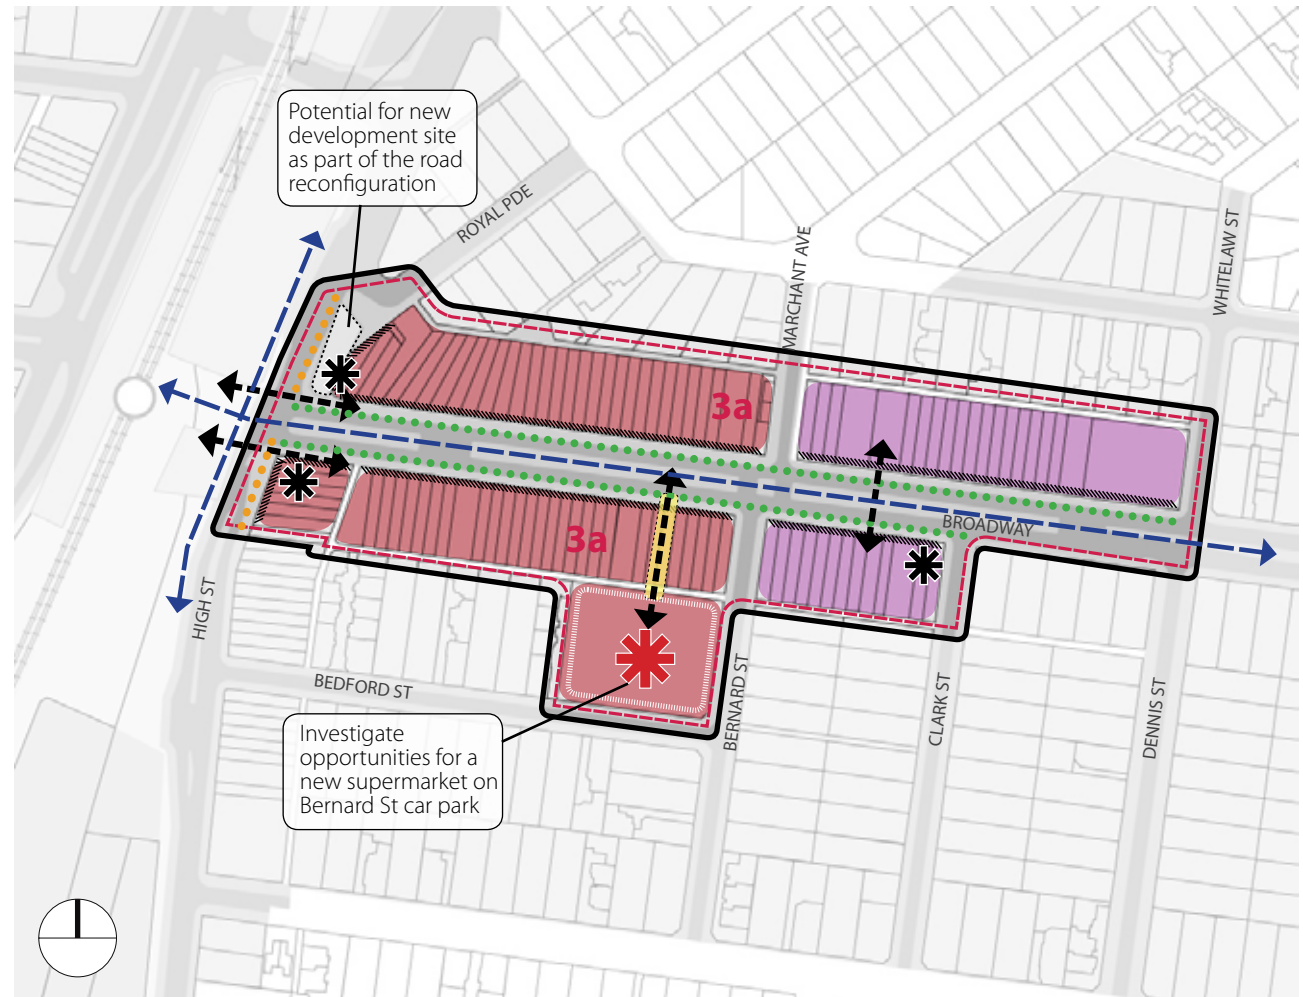 Potential for new
development site
as part of the road
reconfiguration
ROYAL PDE
MARCHANT AVE
WHITELAW ST
3a
3a
BROADWAY
HIGH ST
BEDFORD ST
BERNARD ST
CLARK ST
DENNIS ST
Investigate
opportunities for a
new supermarket on
Bernard St car park